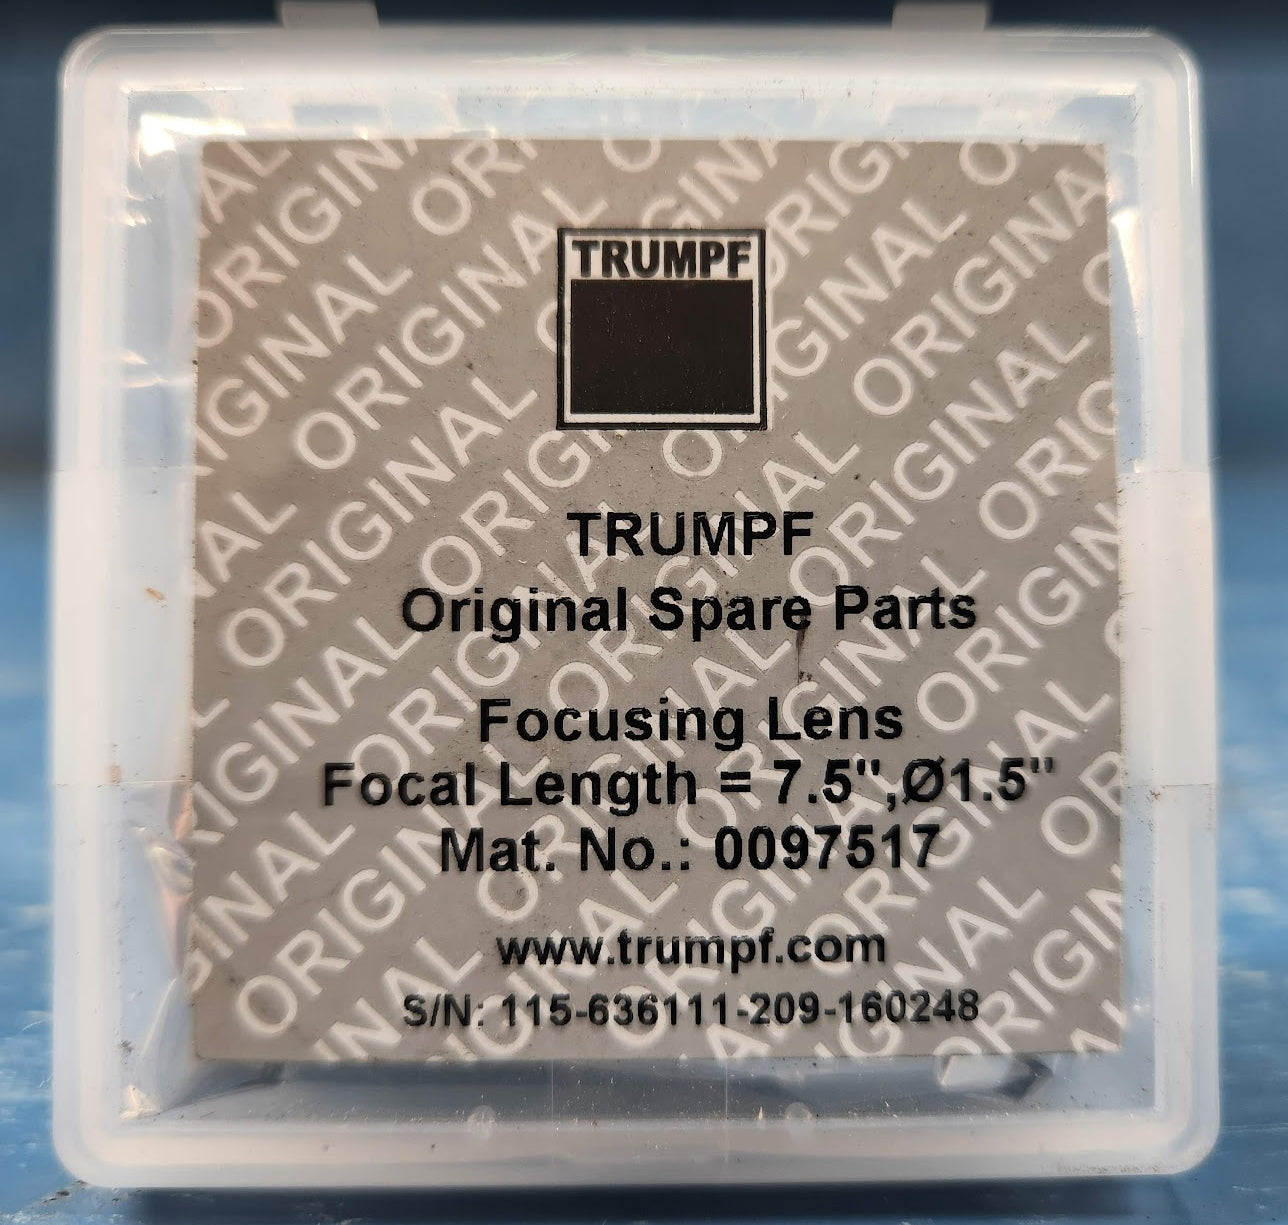 TRUMPF
TRUMPF
Original Spare Parts
Focusing Lens
Focal Length = 7.5",Ø1.5"
Mat. No.: 0097517
www.trumpf.com
S/N: 115-636111-209-160248
ORIGINAL